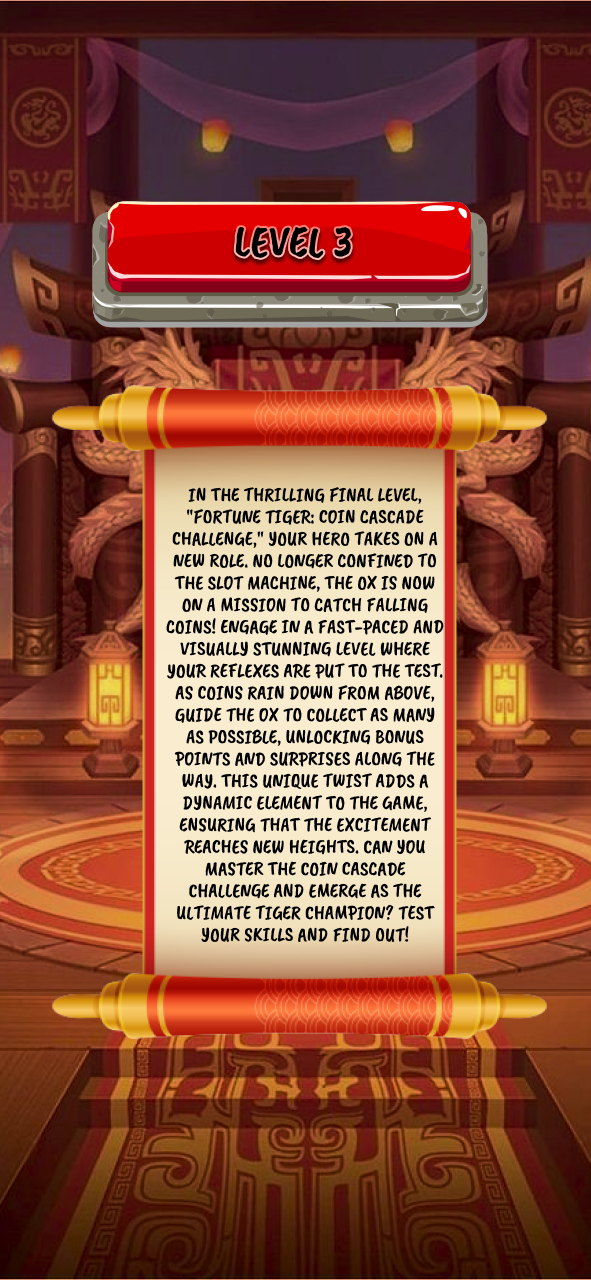 LEVEL 3
IN THE THRILLING FINAL LEVEL,
"FORTUNE TIGER: COIN CASCADE
CHALLENGE," YOUR HERO TAKES ON A
NEW ROLE. NO LONGER CONFINED TO
THE SLOT MACHINE, THE OX IS NOW
ON A MISSION TO CATCH FALLING
COINS! ENGAGE IN A FAST-PACED AND
VISUALLY STUNNING LEVEL WHERE
YOUR REFLEXES ARE PUT TO THE TEST.
AS COINS RAIN DOWN FROM ABOVE,
GUIDE THE OX TO COLLECT AS MANY
AS POSSIBLE, UNLOCKING BONUS
POINTS AND SURPRISES ALONG THE
WAY. THIS UNIQUE TWIST ADDS A
DYNAMIC ELEMENT TO THE GAME,
ENSURING THAT THE EXCITEMENT
REACHES NEW HEIGHTS. CAN YOU
MASTER THE COIN CASCADE
CHALLENGE AND EMERGE AS THE
ULTIMATE TIGER CHAMPION? TEST
YOUR SKILLS AND FIND OUT!